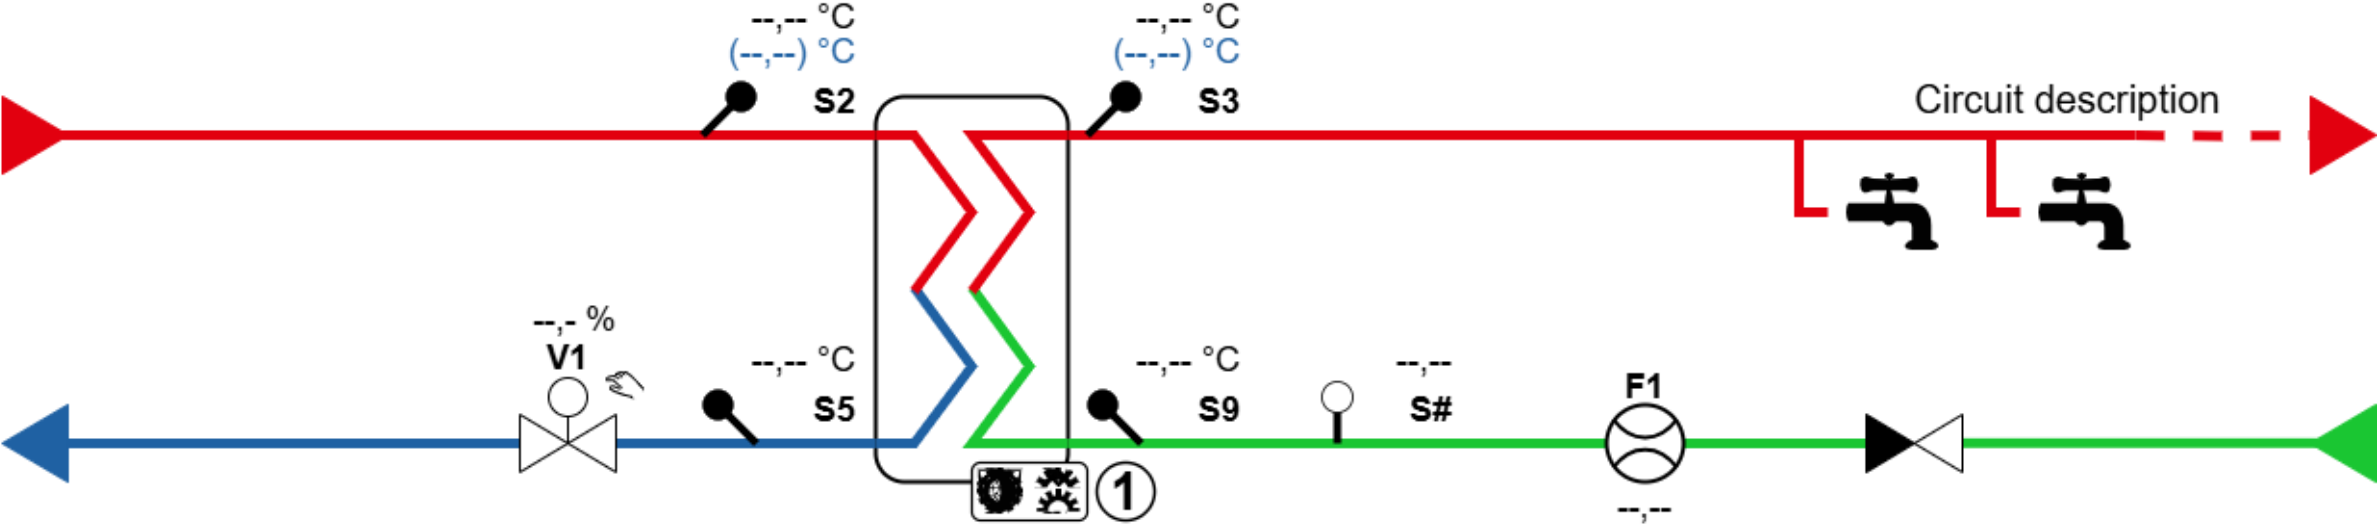 --,-- °C
(--,--) °C
S2
--,-- °C
(--,--) °C
S3
Circuit description
--,- %
V1
--,-- °C
S5
--,-- °C
S9
--,--
S#
F1
--,--
1